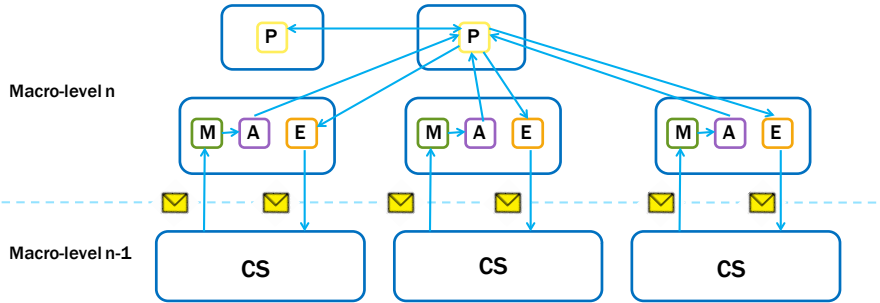 P
P
Macro-level n
M A E
M A E
M A E
Macro-level n-1
CS
CS
CS